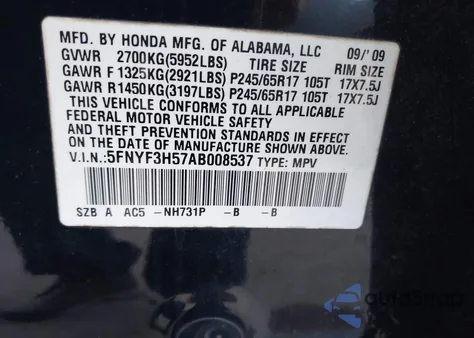 MFD. BY HONDA MFG. OF ALABAMA, LLC 09/'09
GVWR 2700KG(5952LBS) TIRE SIZE RIM SIZE
GAWR F 1325KG(2921LBS) P245/65R17 105T 17X7.5J
GAWR R 1450KG(3197LBS) P245/65R17 105T 17X7.5J
THIS VEHICLE CONFORMS TO ALL APPLICABLE
FEDERAL MOTOR VEHICLE SAFETY
STANDARDS IN EFFECT ON THE
DATE OF MANUFACTURE SHOWN ABOVE.
V.I.N.:5FNYF3H57AB008537 TYPE: MPV
SZB A AC5 -NH731P -B -B
autosnap